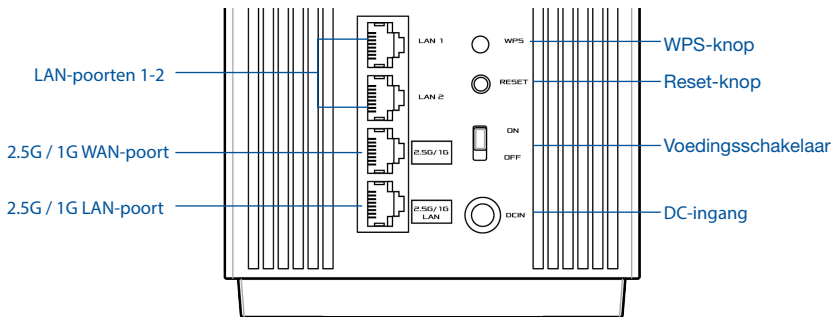 LAN 1
WPS
WPS-knop
LAN-poorten 1-2
RESET
Reset-knop
LAN 2
ON
2.5G / 1G WAN-poort
2.5G/1G
OFF
Voedingsschakelaar
2.5G / 1G LAN-poort
2.5G/1G
LAN
DCIN
DC-ingang